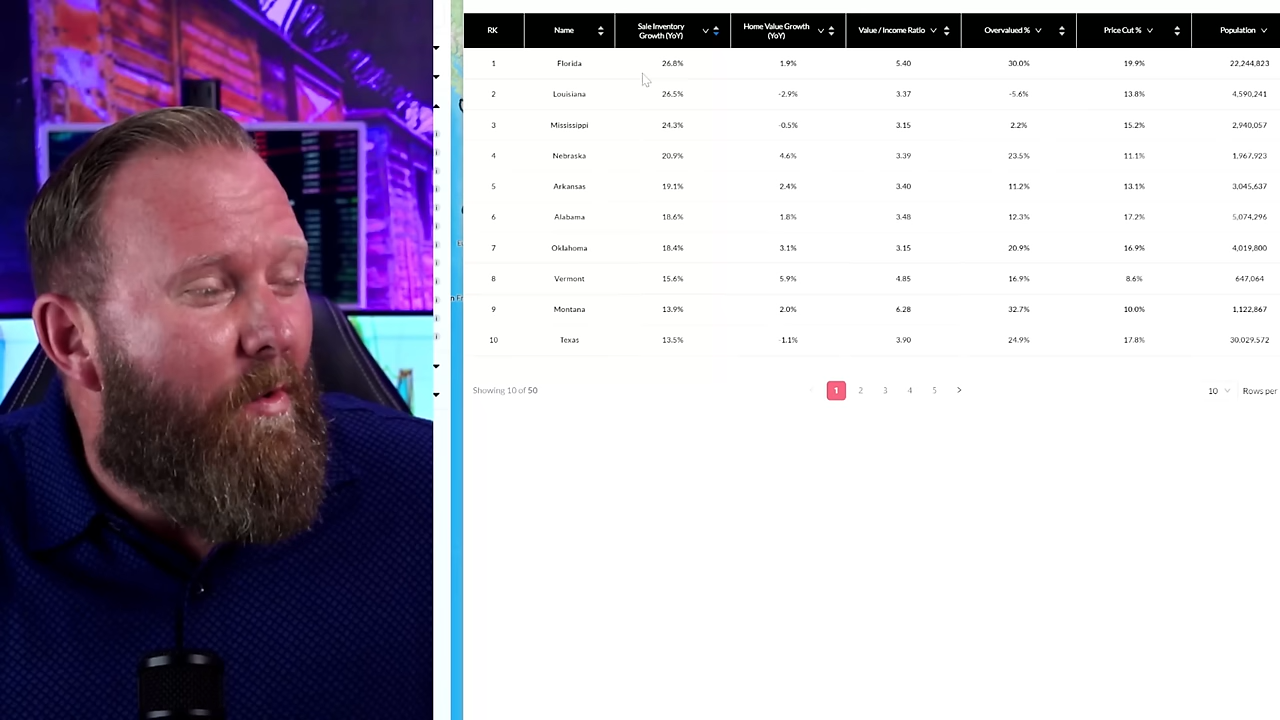 RK Name Sale Inventory Growth (YoY) Home Value Growth (YoY) Value / Income Ratio Overvalued % Price Cut % Population
1 Florida 26.8% 1.9% 5.40 30.0% 19.9% 22,244,823
2 Louisiana 26.5% -2.9% 3.37 -5.6% 13.8% 4,590,241
3 Mississippi 24.3% -0.5% 3.15 2.2% 15.2% 2,940,057
4 Nebraska 20.9% 4.6% 3.39 23.5% 11.1% 1,967,923
5 Arkansas 19.1% 2.4% 3.40 11.2% 13.1% 3,045,637
6 Alabama 18.6% 1.8% 3.48 12.3% 17.2% 5,074,296
7 Oklahoma 18.4% 3.1% 3.15 20.9% 16.9% 4,019,800
8 Vermont 15.6% 5.9% 4.85 16.9% 8.6% 647,064
9 Montana 13.9% 2.0% 6.28 32.7% 10.0% 1,122,867
10 Texas 13.5% -1.1% 3.90 24.9% 17.8% 30,029,572
Showing 10 of 50 1 2 3 4 5 > 10 Rows per